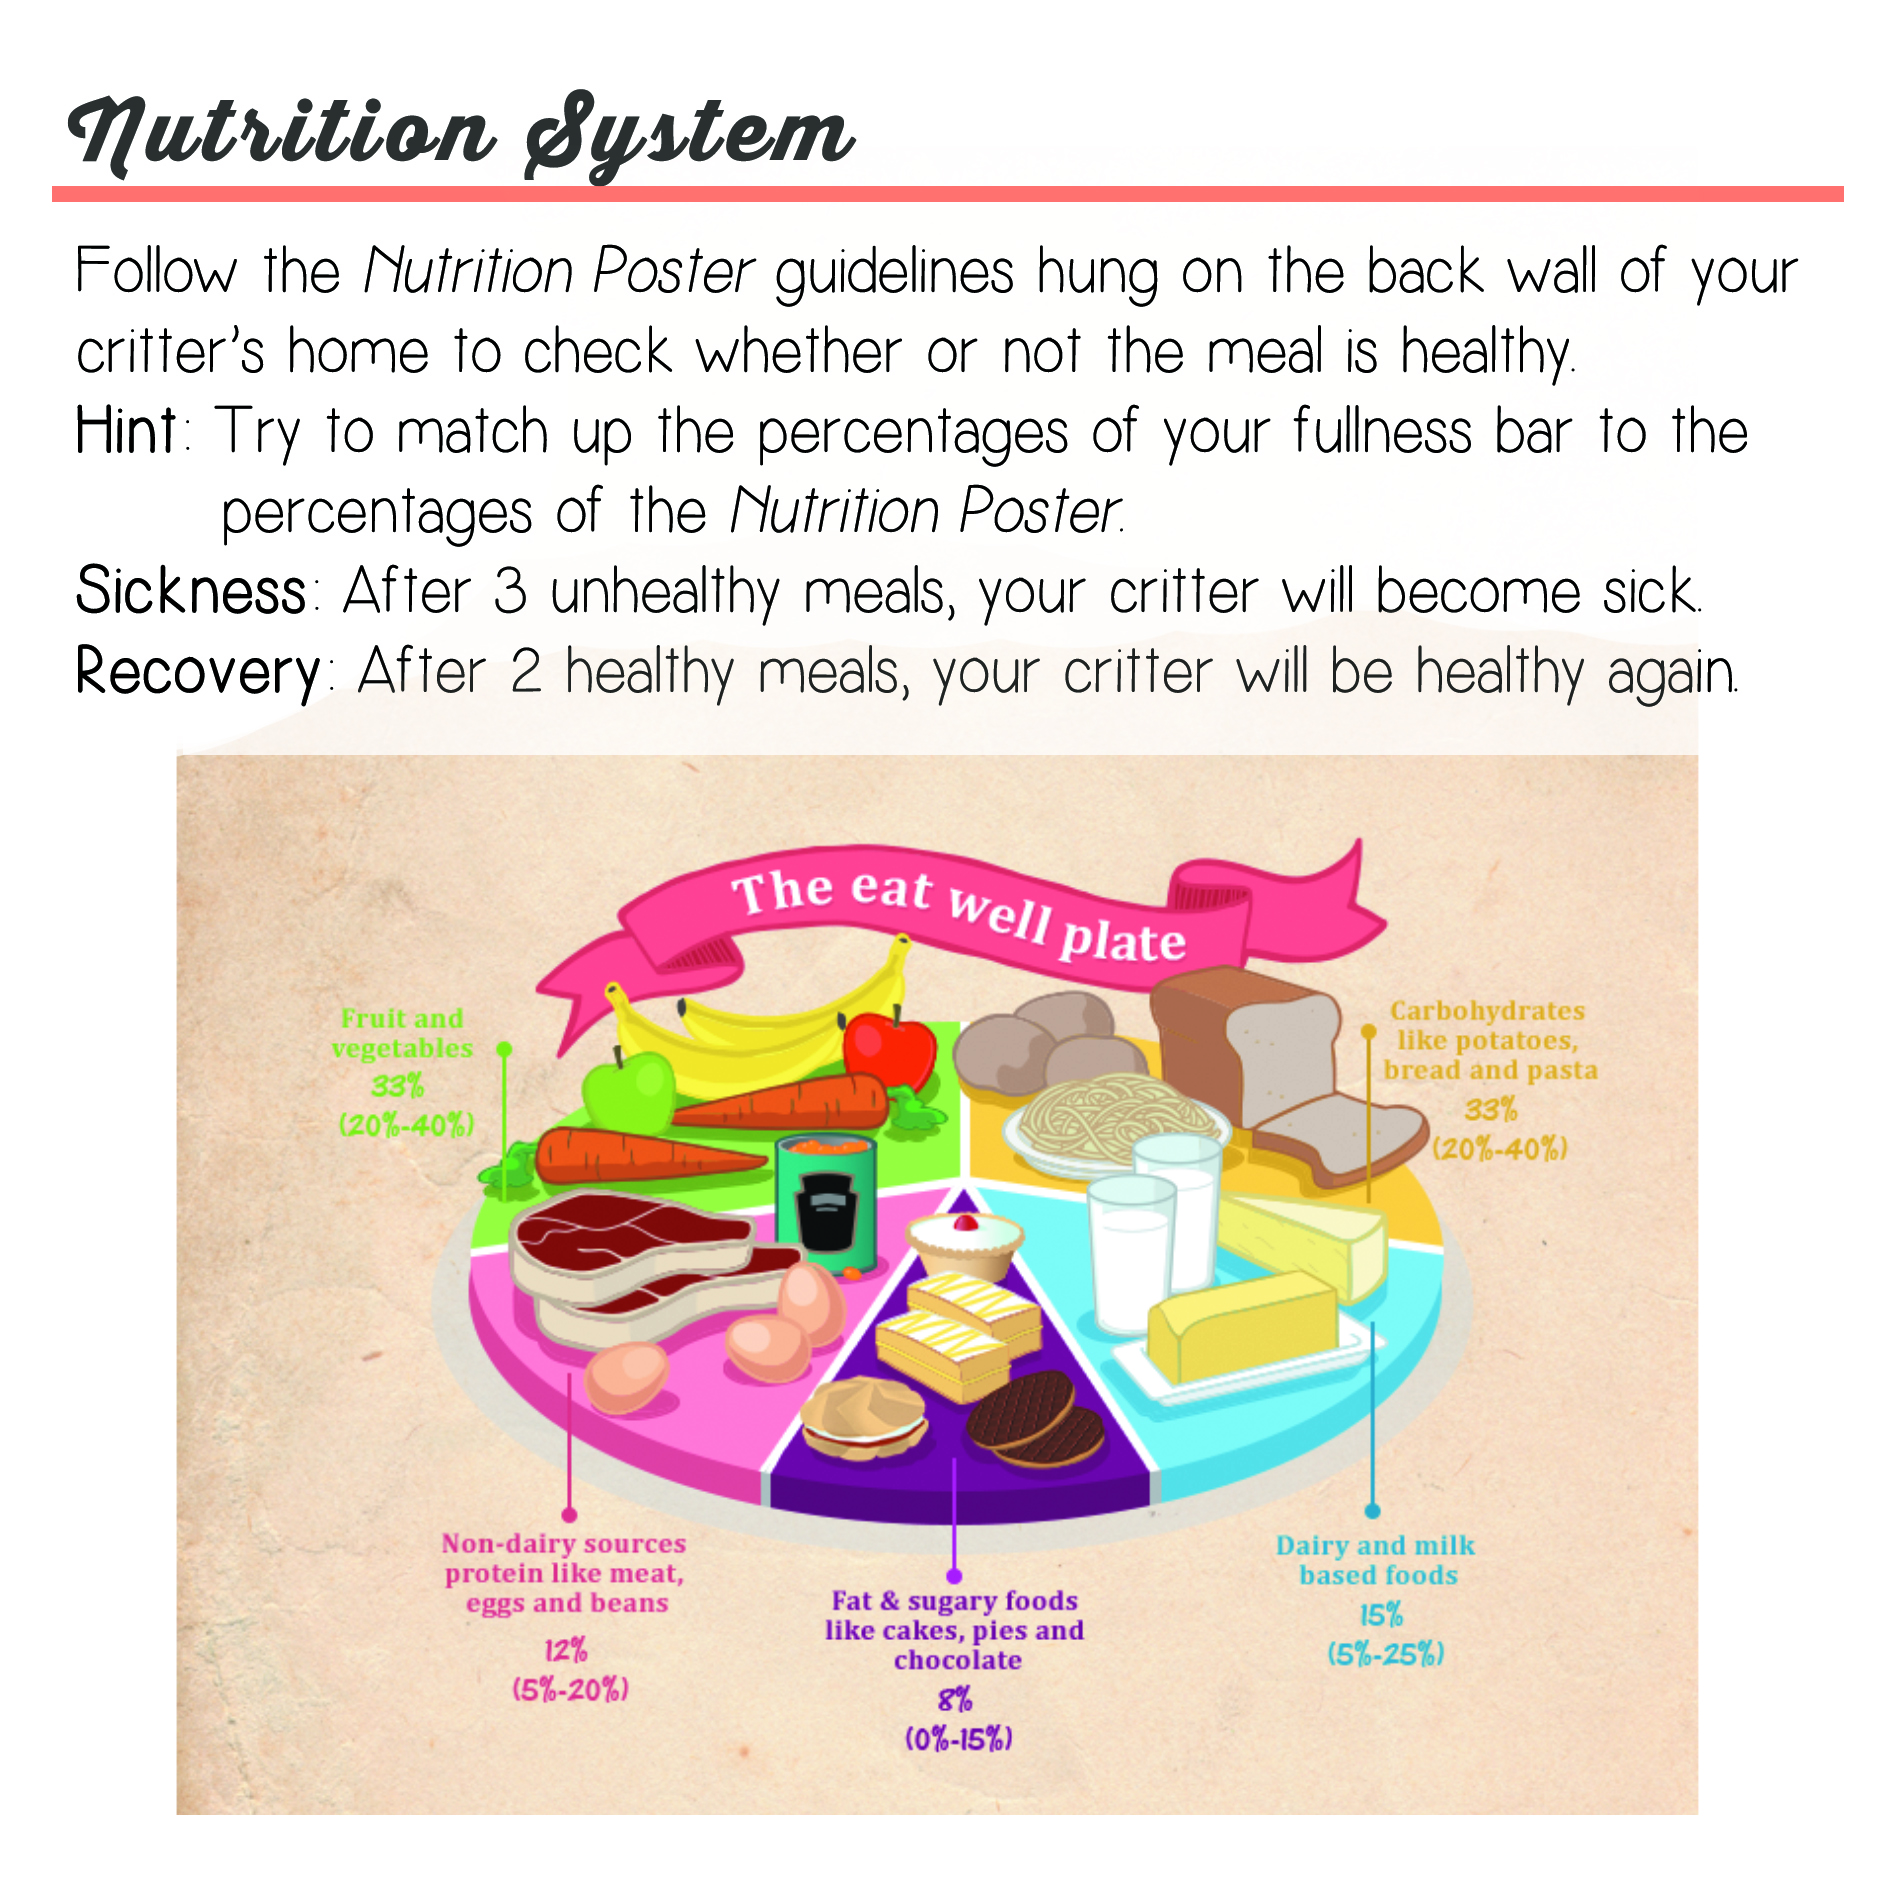 Nutrition System
Follow the Nutrition Poster guidelines hung on the back wall of your
critter's home to check whether or not the meal is healthy.
Hint: Try to match up the percentages of your fullness bar to the
percentages of the Nutrition Poster.
Sickness: After 3 unhealthy meals, your critter will become sick.
Recovery: After 2 healthy meals, your critter will be healthy again.
The eat well plate
Fruit and
vegetables
33%
(20%-40%)
Carbohydrates
like potatoes,
bread and pasta
33%
(20%-40%)
Non-dairy sources
protein like meat,
eggs and beans
12%
(5%-20%)
Fat & sugary foods
like cakes, pies and
chocolate
8%
(0%-15%)
Dairy and milk
based foods
15%
(5%-25%)